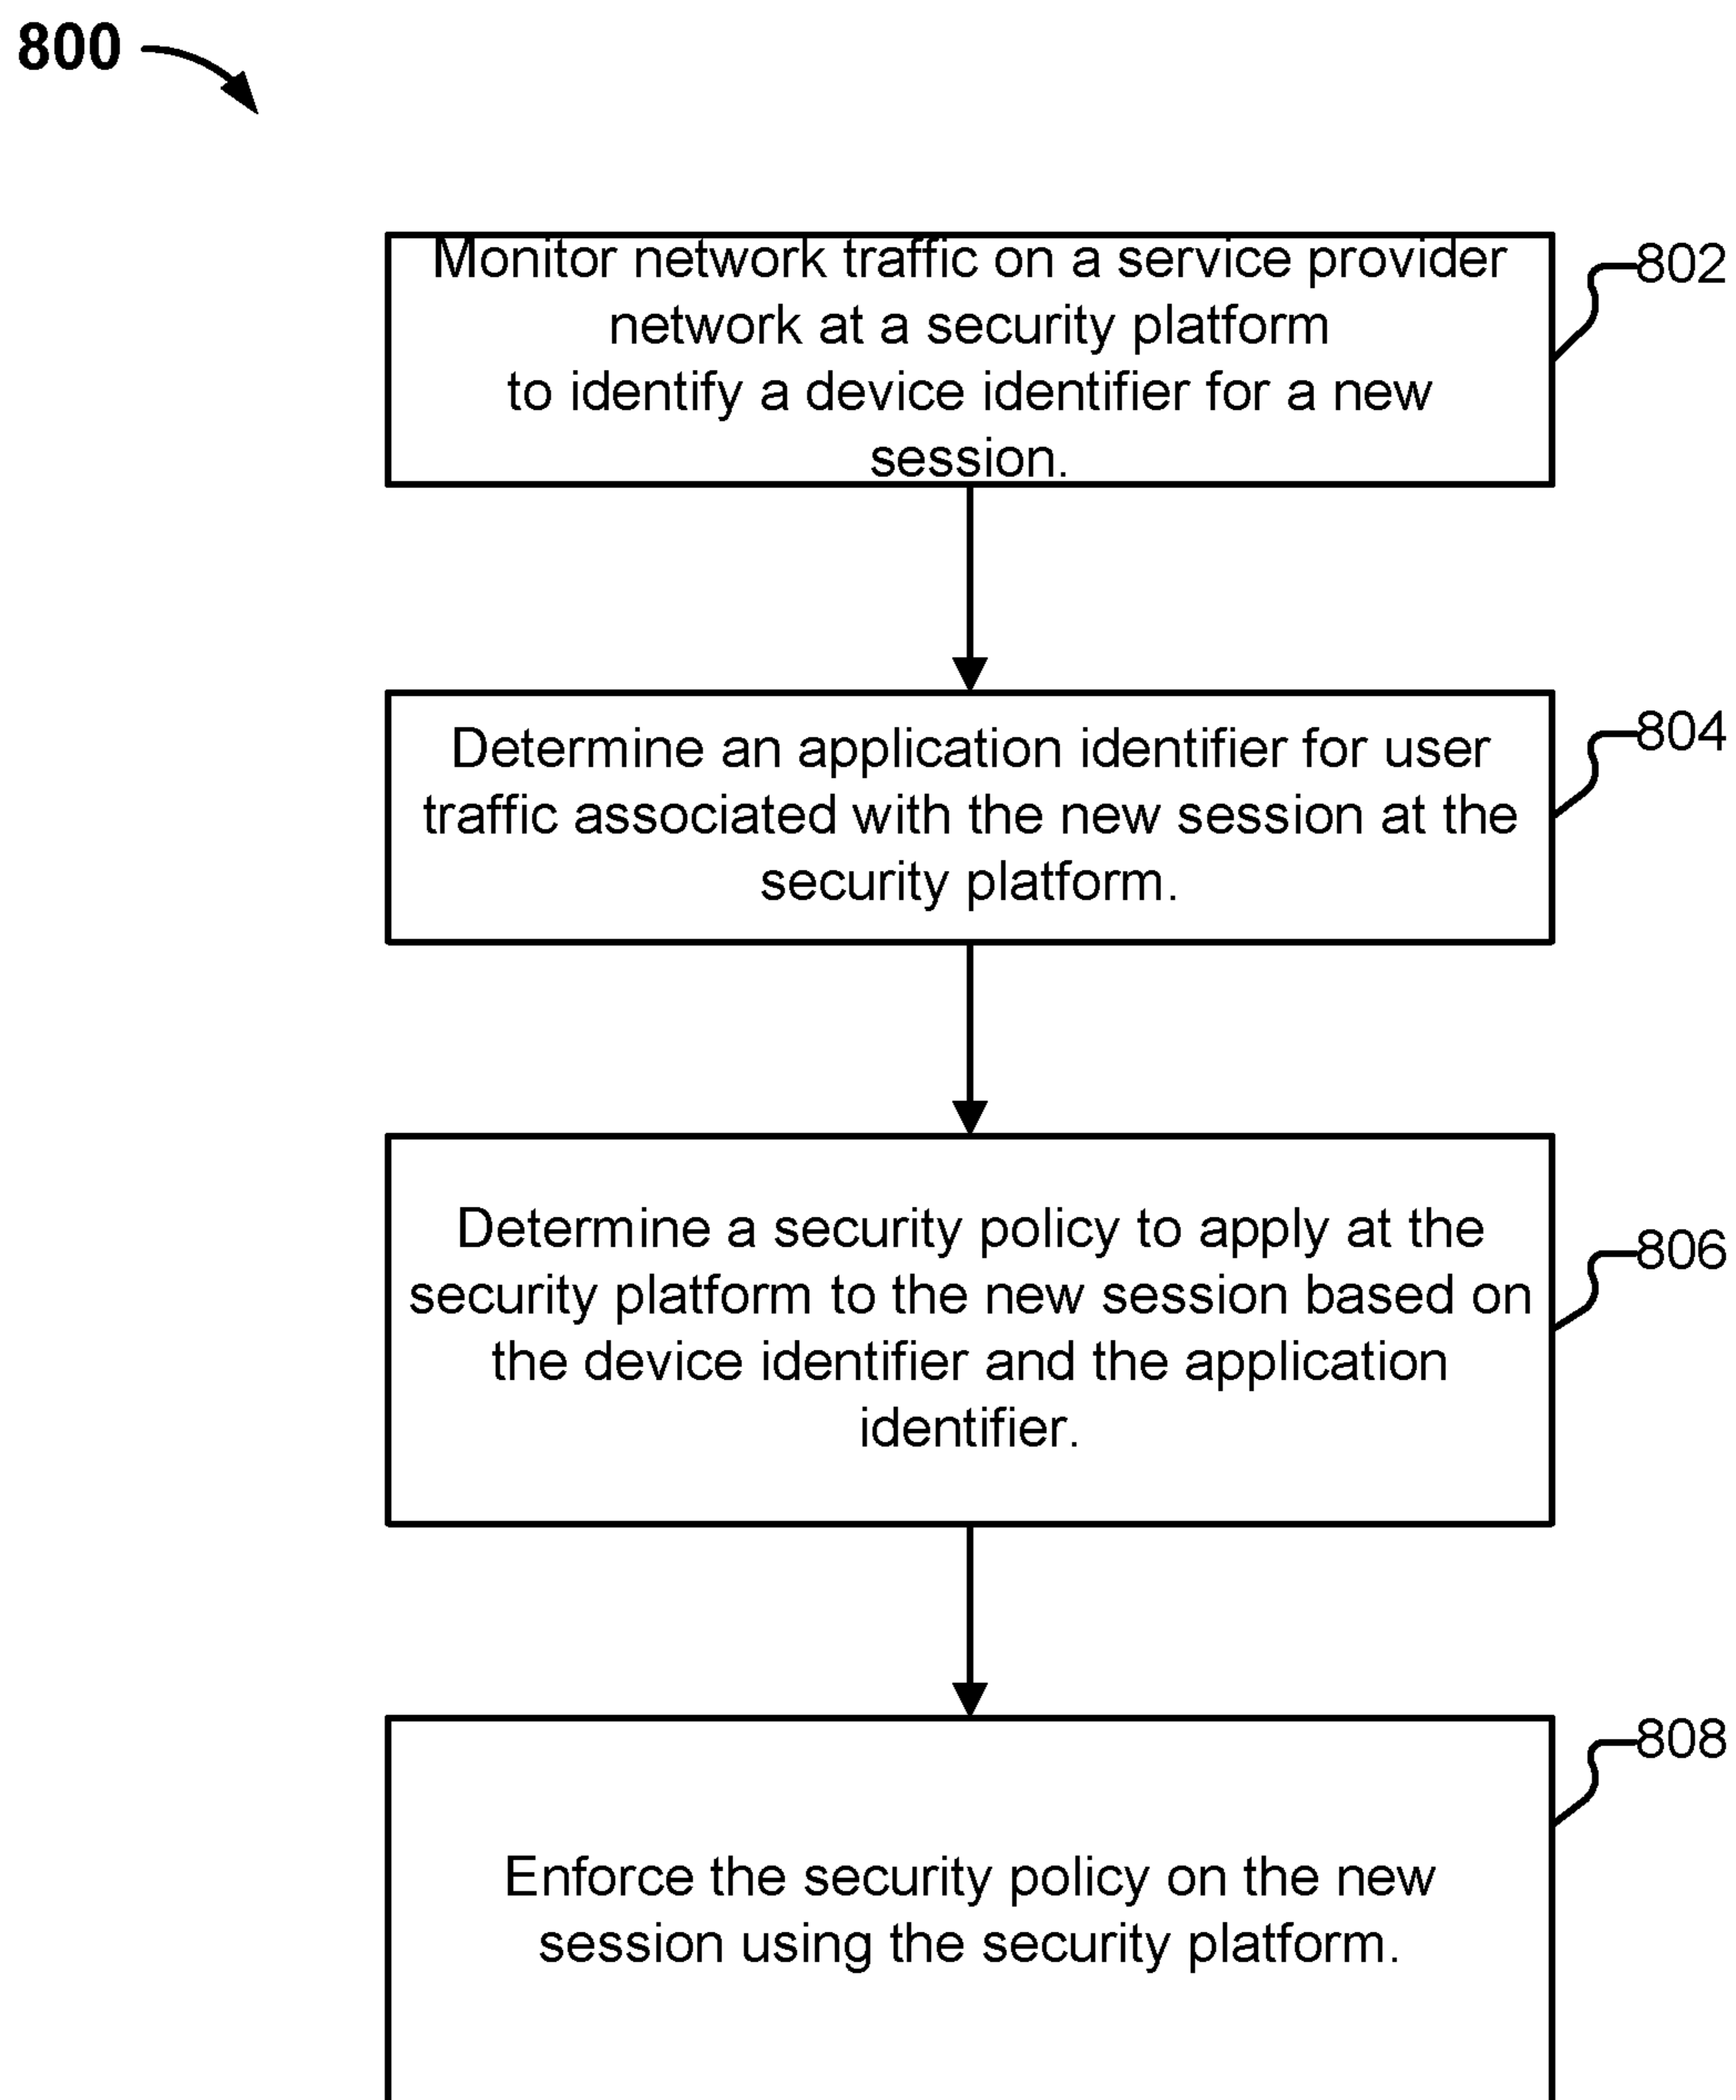 800
Monitor network traffic on a service provider
network at a security platform
to identify a device identifier for a new
session.
802
Determine an application identifier for user
traffic associated with the new session at the
security platform.
804
Determine a security policy to apply at the
security platform to the new session based on
the device identifier and the application
identifier.
806
Enforce the security policy on the new
session using the security platform.
808